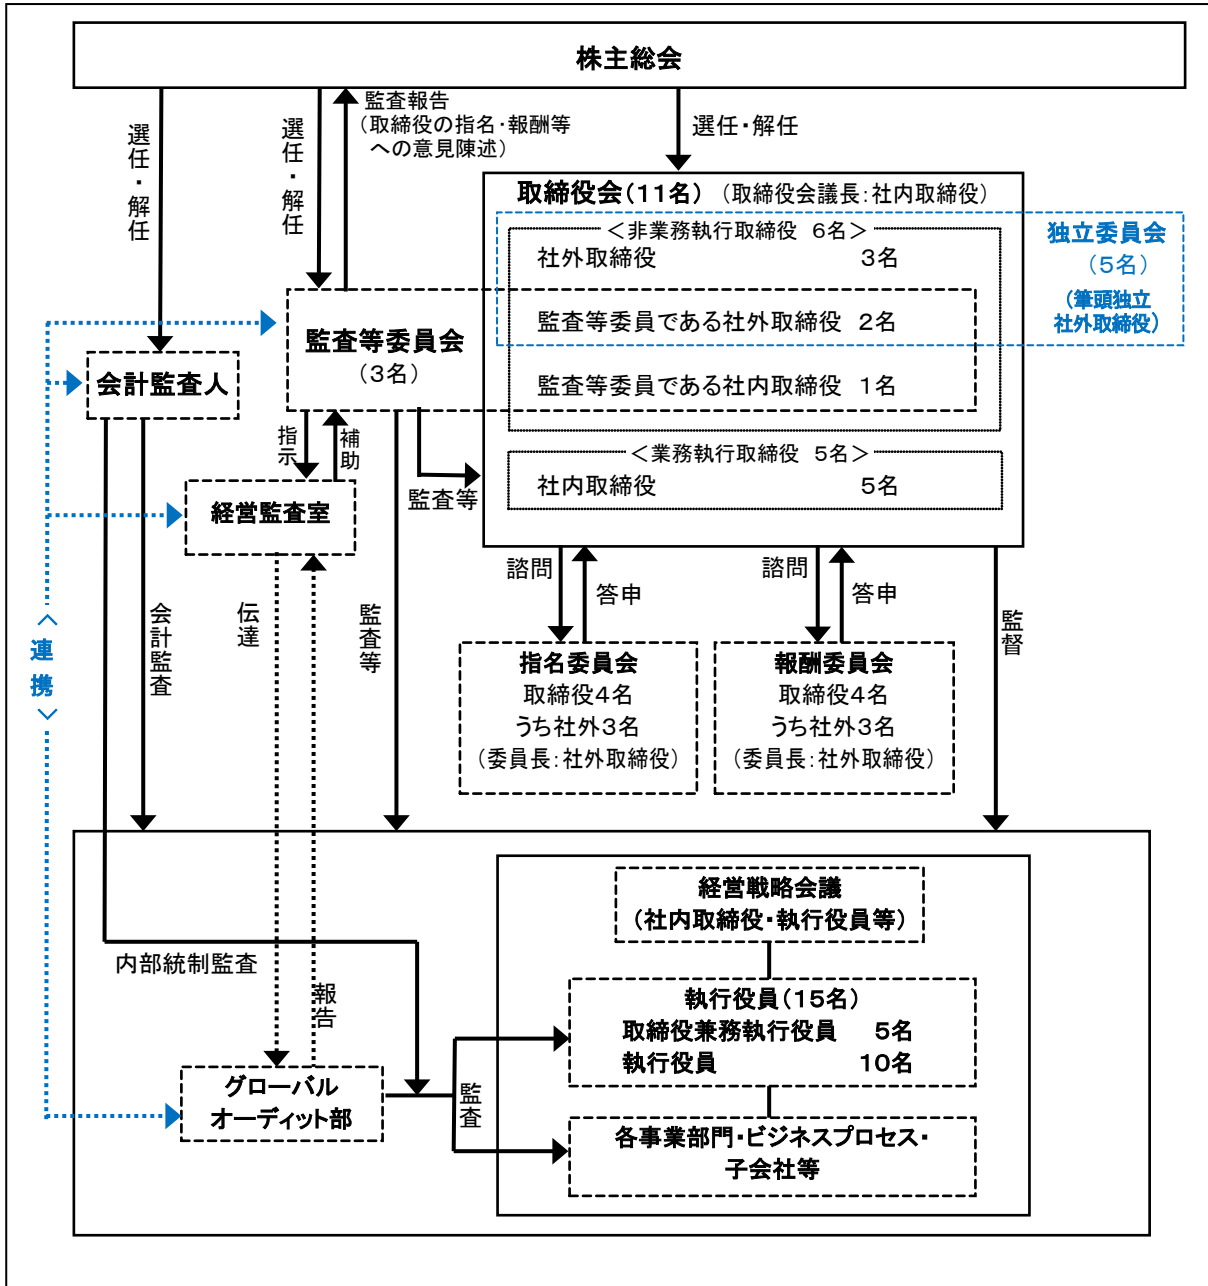 株主総会
選任・解任
選任・解任
監査報告
(取締役の指名・報酬等
への意見陳述)
選任・解任
取締役会(11名) (取締役会議長:社内取締役)
<非業務執行取締役 6名>
社外取締役 3名
独立委員会
(5名)
(筆頭独立
社外取締役)
監査等委員である社外取締役 2名
監査等委員会
(3名)
監査等委員である社内取締役 1名
会計監査人
<業務執行取締役 5名>
社内取締役 5名
指示
補助
監査等
経営監査室
諮問
答申
諮問
答申
会計監査
伝達
監査等
監督
<連携>
指名委員会
取締役4名
うち社外3名
(委員長:社外取締役)
報酬委員会
取締役4名
うち社外3名
(委員長:社外取締役)
経営戦略会議
(社内取締役・執行役員等)
内部統制監査
報告
執行役員(15名)
取締役兼務執行役員 5名
執行役員 10名
グローバル
オーディット部
監査
各事業部門・ビジネスプロセス・
子会社等